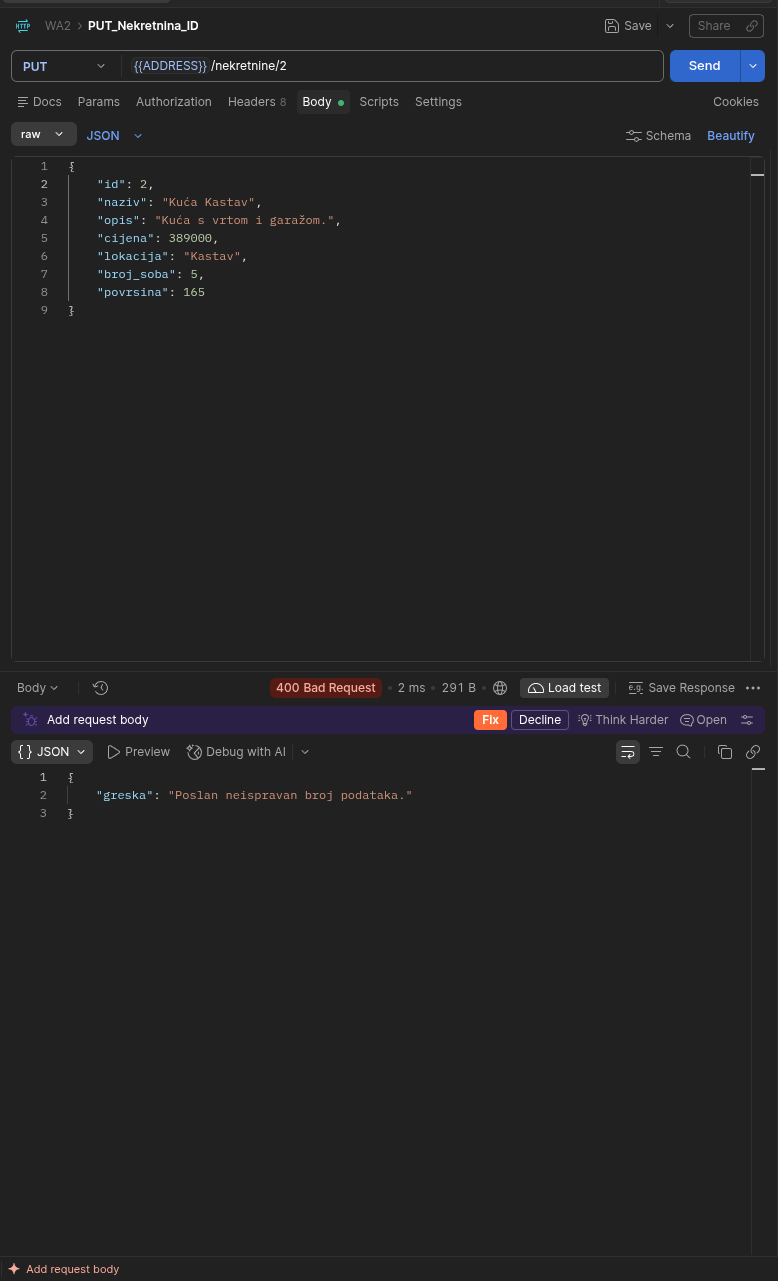 HTTP WA2 > PUT_Nekretnina_ID Save Share
PUT {{ADDRESS}} /nekretnine/2 Send
Docs Params Authorization Headers 8 Body Scripts Settings Cookies
raw JSON Schema Beautify
1 {
2 "id": 2,
3 "naziv": "Kuća Kastav",
4 "opis": "Kuća s vrtom i garažom.",
5 "cijena": 389000,
6 "lokacija": "Kastav",
7 "broj_soba": 5,
8 "povrsina": 165
9 }
Body 400 Bad Request • 2 ms • 291 B Load test e.g. Save Response
Add request body Fix Decline Think Harder Open
{} JSON Preview Debug with AI
1 {
2 "greska": "Poslan neispravan broj podataka."
3 }
Add request body